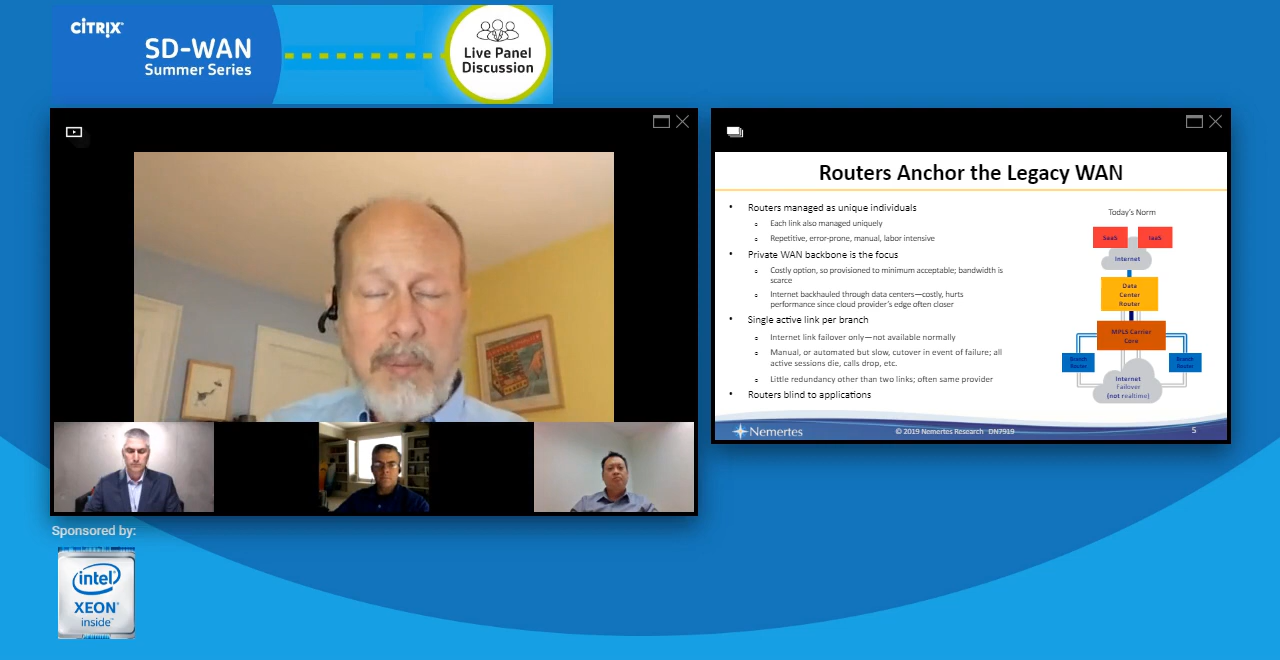 CITRIX
SD-WAN
Summer Series
Live Panel
Discussion
Routers Anchor the Legacy WAN
• Routers managed as unique individuals
Each link also managed uniquely
Repetitive, error-prone, manual, labor intensive
• Private WAN backbone is the focus
Costly option, so provisioned to minimum acceptable; bandwidth is
scarce
Internet backhauled through data centers—costly, hurts
performance since cloud provider's edge often closer
• Single active link per branch
Internet link failover only—not available normally
Manual, or automated but slow, cutover in event of failure; all
active sessions die, calls drop, etc.
Little redundancy other than two links; often same provider
• Routers blind to applications
Today's Norm
SaaS
IaaS
Internet
Data
Center
Router
MPLS Carrier
Core
Branch
Router
Branch
Router
Internet
Failover
(not realtime)
Nemertes
© 2019 Nemertes Research DN7919
5
Sponsored by:
intel
XEON
inside